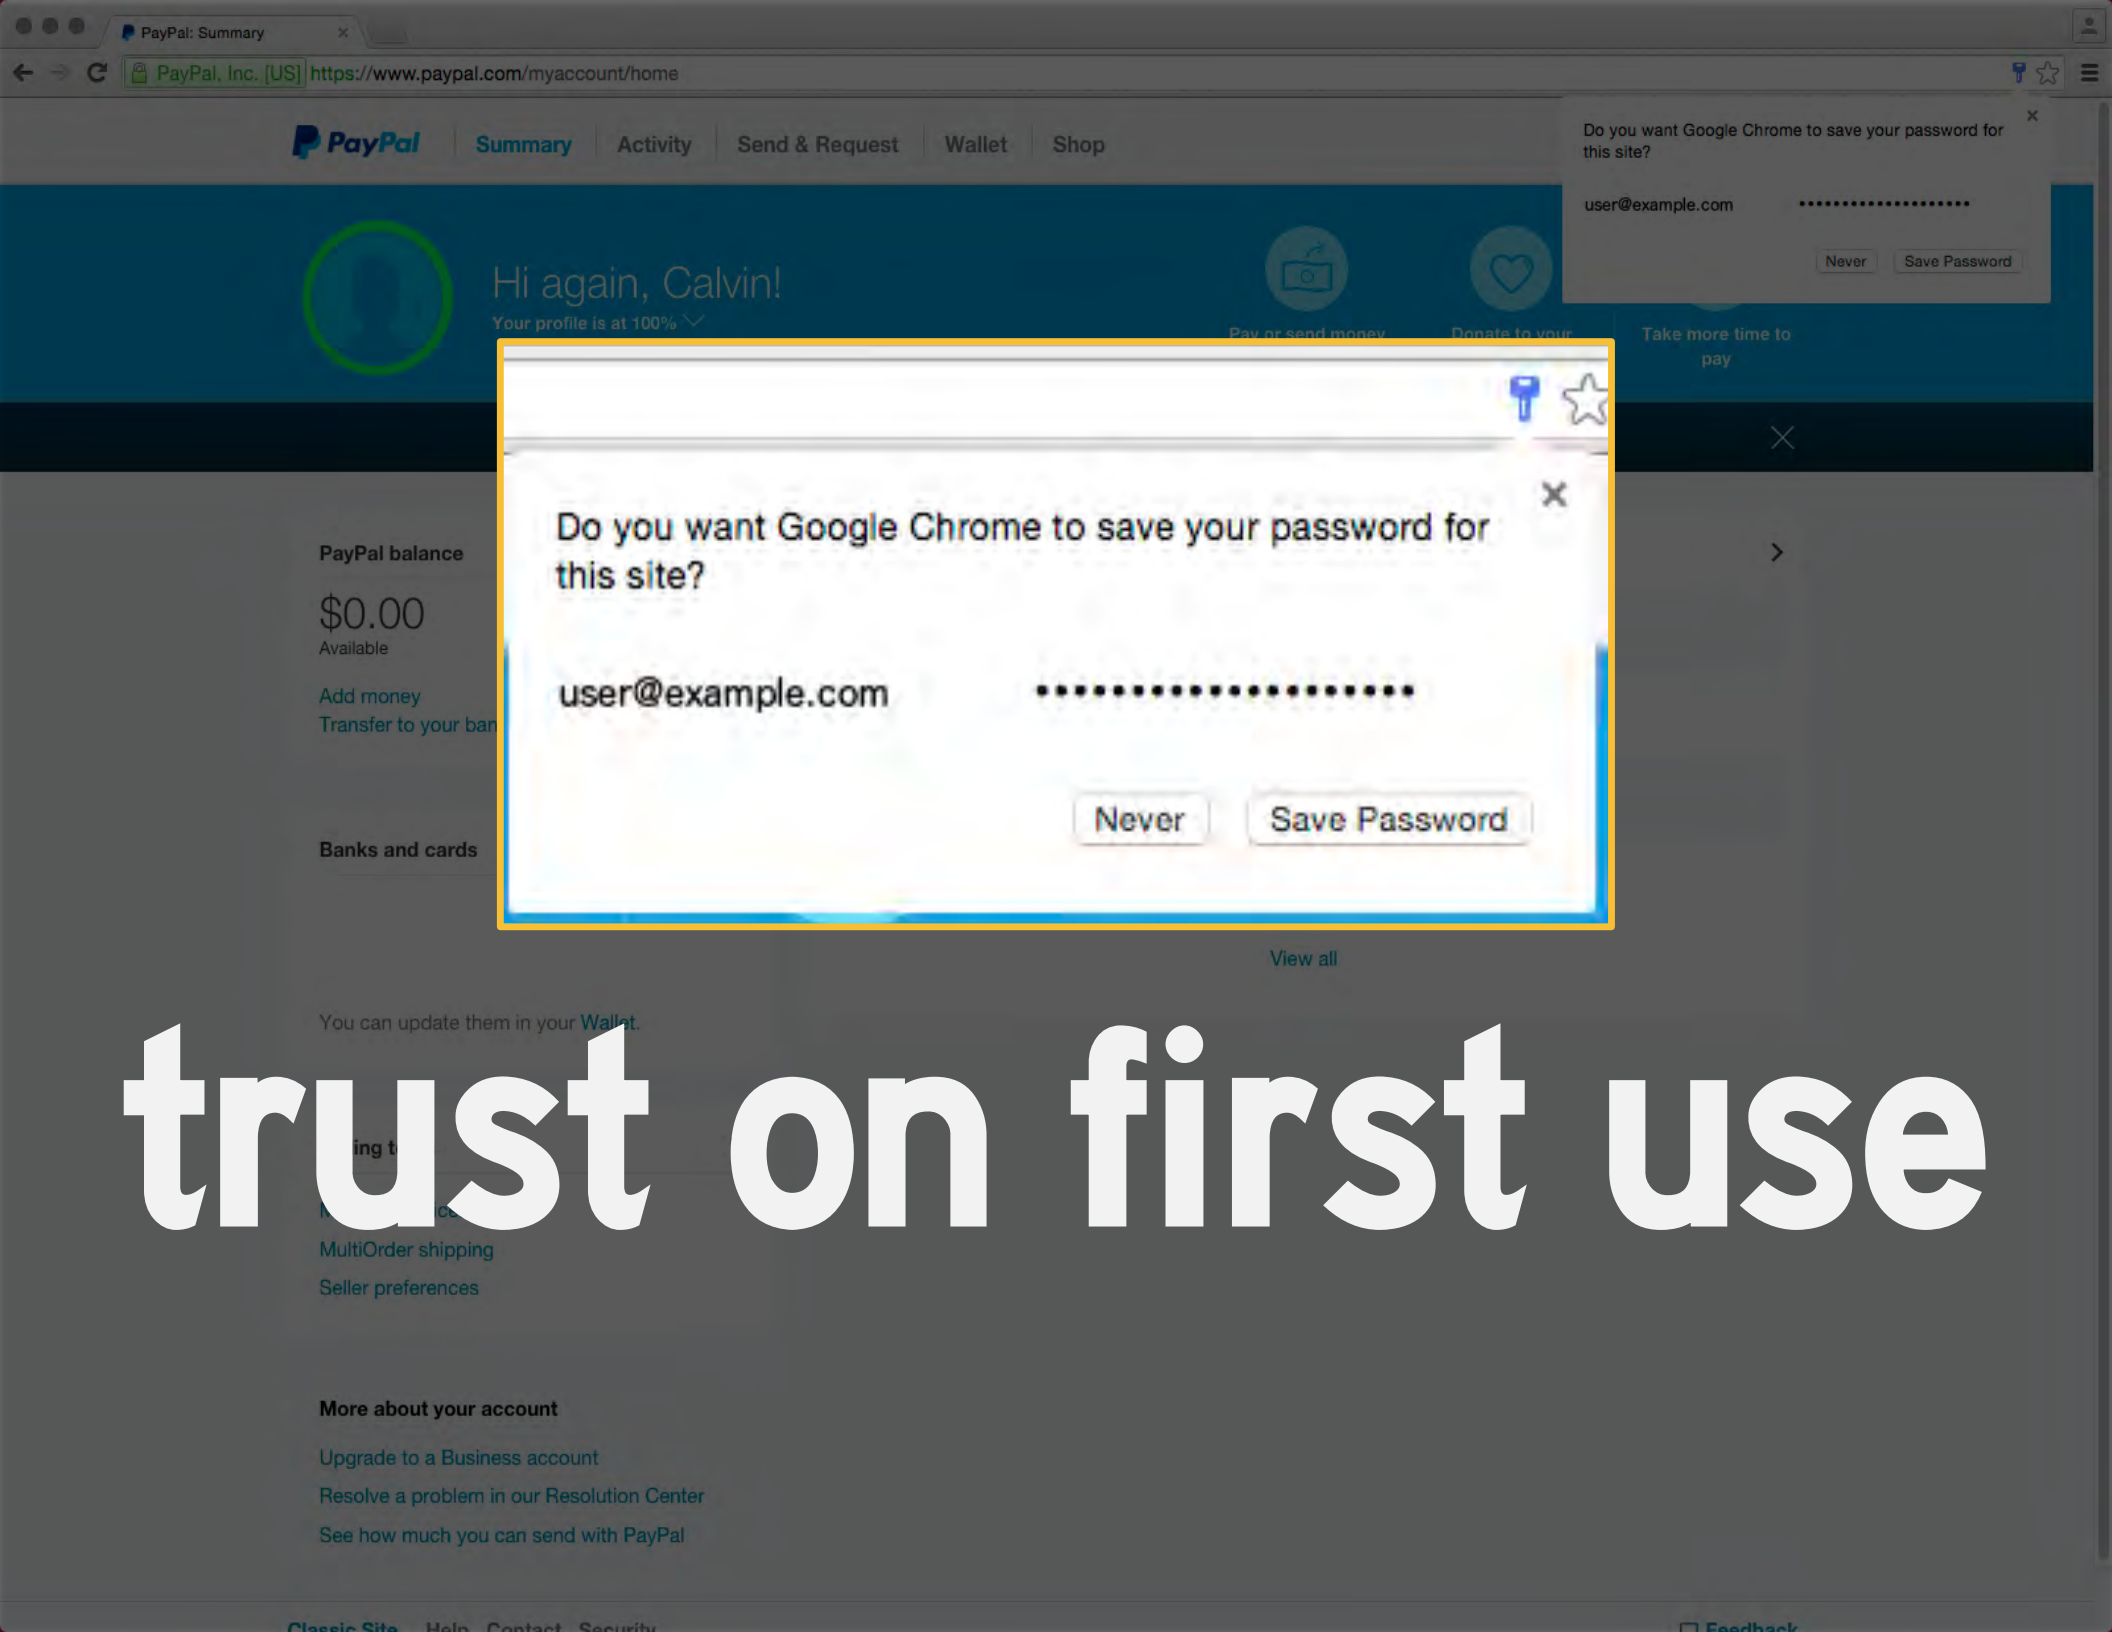 PayPal: Summary
PayPal, Inc. [US] https://www.paypal.com/myaccount/home
PayPal Summary Activity Send & Request Wallet Shop
Do you want Google Chrome to save your password for
this site?
user@example.com ••••••••••••••••••••
Never Save Password
Hi again, Calvin!
Your profile is at 100%
Pay or send money
Donate to your
Take more time to
pay
Do you want Google Chrome to save your password for
this site?
user@example.com ••••••••••••••••••••
Never Save Password
PayPal balance
$0.00
Available
Add money
Transfer to your ban
Banks and cards
View all
You can update them in your Wallet.
trust on first use
MultiOrder shipping
Seller preferences
More about your account
Upgrade to a Business account
Resolve a problem in our Resolution Center
See how much you can send with PayPal
Classic Site Help Contact Security
Feedback